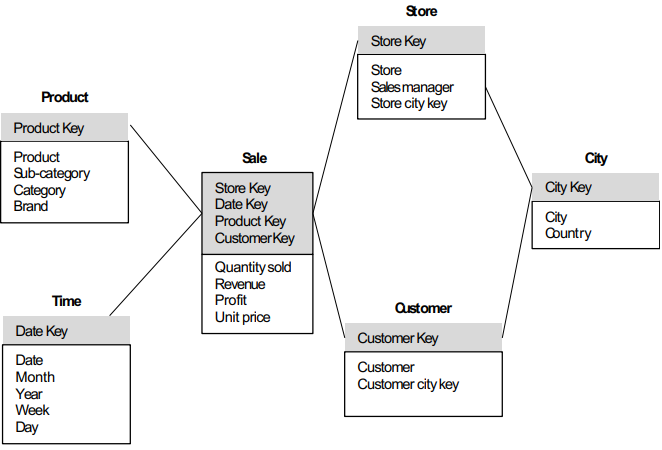 Product
Product Key
Product
Sub-category
Category
Brand
Time
Date Key
Date
Month
Year
Week
Day
Sale
Store Key
Date Key
Product Key
Customer Key
Quantity sold
Revenue
Profit
Unit price
Store
Store Key
Store
Sales manager
Store city key
Customer
Customer Key
Customer
Customer city key
City
City Key
City
Country